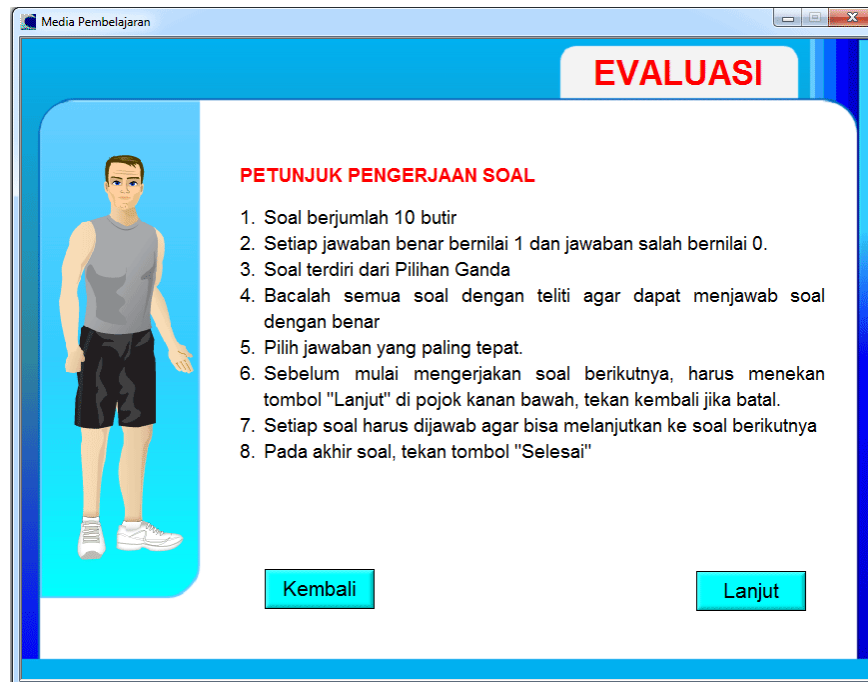 Media Pembelajaran
EVALUASI
PETUNJUK PENGERJAAN SOAL
1. Soal berjumlah 10 butir
2. Setiap jawaban benar bernilai 1 dan jawaban salah bernilai 0.
3. Soal terdiri dari Pilihan Ganda
4. Bacalah semua soal dengan teliti agar dapat menjawab soal
dengan benar
5. Pilih jawaban yang paling tepat.
6. Sebelum mulai mengerjakan soal berikutnya, harus menekan
tombol "Lanjut" di pojok kanan bawah, tekan kembali jika batal.
7. Setiap soal harus dijawab agar bisa melanjutkan ke soal berikutnya
8. Pada akhir soal, tekan tombol "Selesai"
Kembali
Lanjut